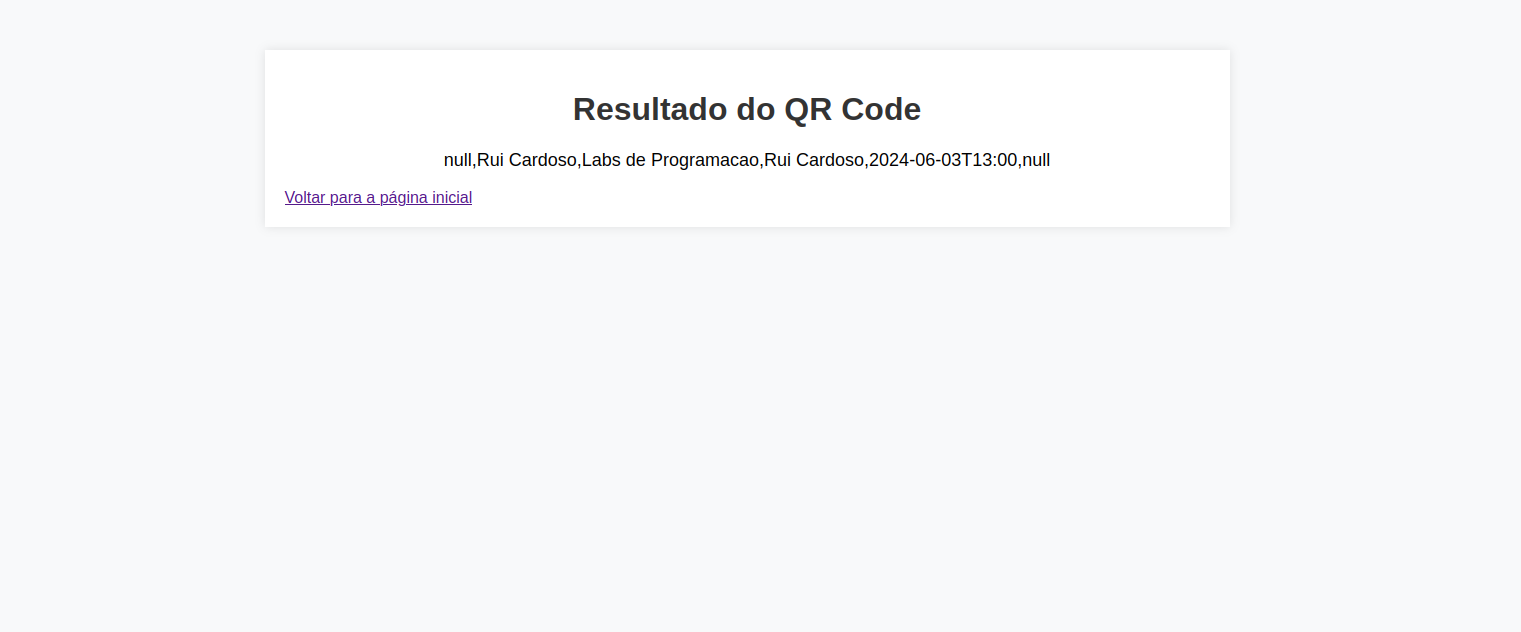 Resultado do QR Code
null,Rui Cardoso,Labs de Programacao,Rui Cardoso,2024-06-03T13:00,null
Voltar para a página inicial